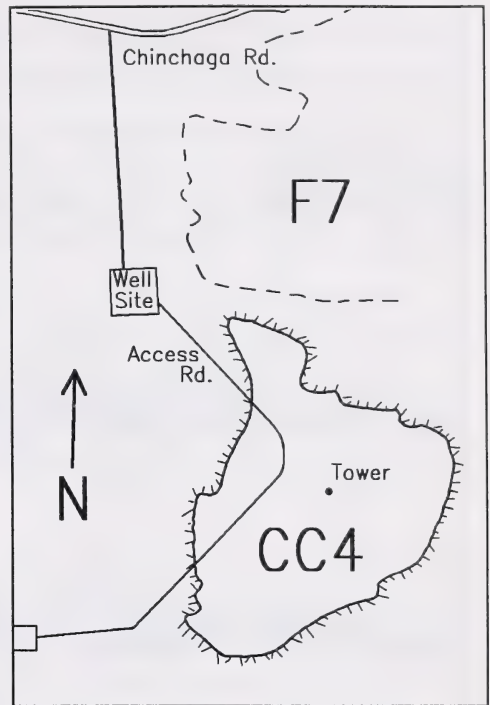 Chinchaga Rd.
F7
Well
Site
Access
Rd.
N
Tower
CC4